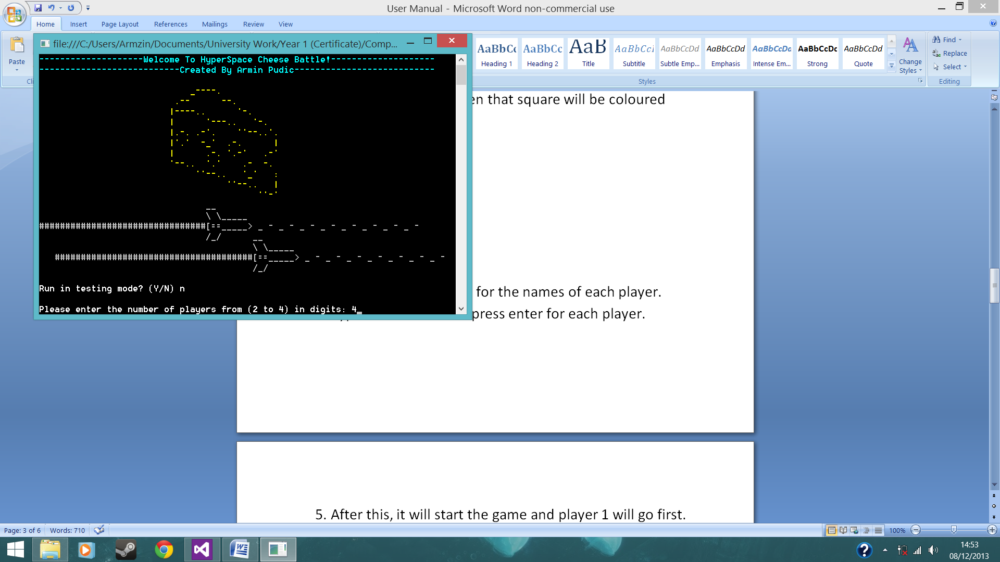 User Manual - Microsoft Word non-commercial use
Home Insert Page Layout References Mailings Review View
Paste
file:///C:/Users/Armzin/Documents/University Work/Year 1 (Certificate)/Comp...
AaBbCc AaBbCc AaB AaBbCcI AaBbCcDd AaBbCcDd AaBbCcDd AaBbCcDd AaBbCcDd
Heading 1 Heading 2 Title Subtitle Subtle Emp... Emphasis Intense Em... Strong Quote
Change Styles
Find
Replace
Select
Styles
Editing
--------------------Welcome To HyperSpace Cheese Battle!--------------------
---------------------------Created By Armin Pudic---------------------------
Run in testing mode? (Y/N) n
Please enter the number of players from (2 to 4) in digits: 4_
that square will be coloured
for the names of each player.
press enter for each player.
5. After this, it will start the game and player 1 will go first.
Page: 3 of 6 Words: 710
100%
14:53
08/12/2013